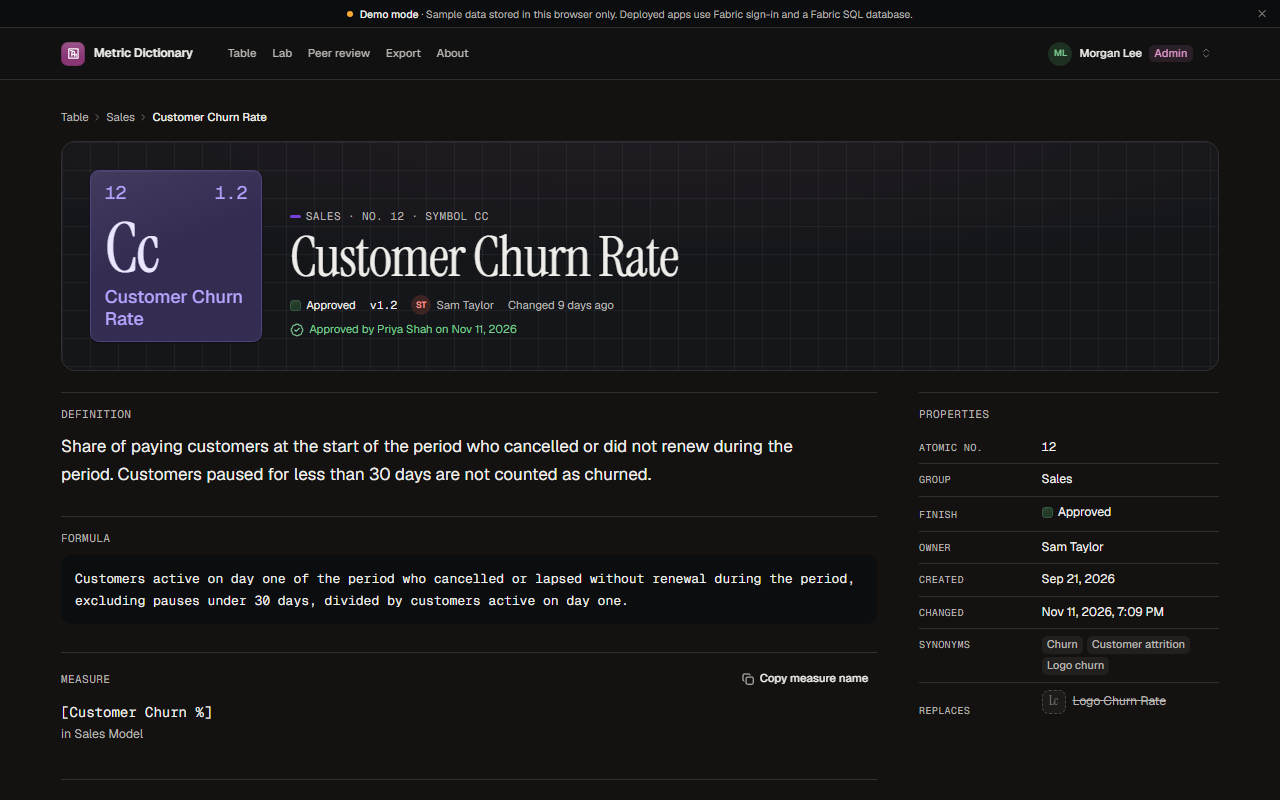 Demo mode · Sample data stored in this browser only. Deployed apps use Fabric sign-in and a Fabric SQL database.
Metric Dictionary
Table
Lab
Peer review
Export
About
ML
Morgan Lee
Admin
Table > Sales > Customer Churn Rate
12
1.2
Cc
Customer Churn
Rate
SALES · NO. 12 · SYMBOL CC
Customer Churn Rate
Approved v1.2 ST Sam Taylor Changed 9 days ago
Approved by Priya Shah on Nov 11, 2026
DEFINITION
Share of paying customers at the start of the period who cancelled or did not renew during the
period. Customers paused for less than 30 days are not counted as churned.
FORMULA
Customers active on day one of the period who cancelled or lapsed without renewal during the period,
excluding pauses under 30 days, divided by customers active on day one.
MEASURE
Copy measure name
[Customer Churn %]
in Sales Model
PROPERTIES
ATOMIC NO. 12
GROUP Sales
FINISH Approved
OWNER Sam Taylor
CREATED Sep 21, 2026
CHANGED Nov 11, 2026, 7:09 PM
SYNONYMS Churn Customer attrition
Logo churn
REPLACES Lc Logo Churn Rate